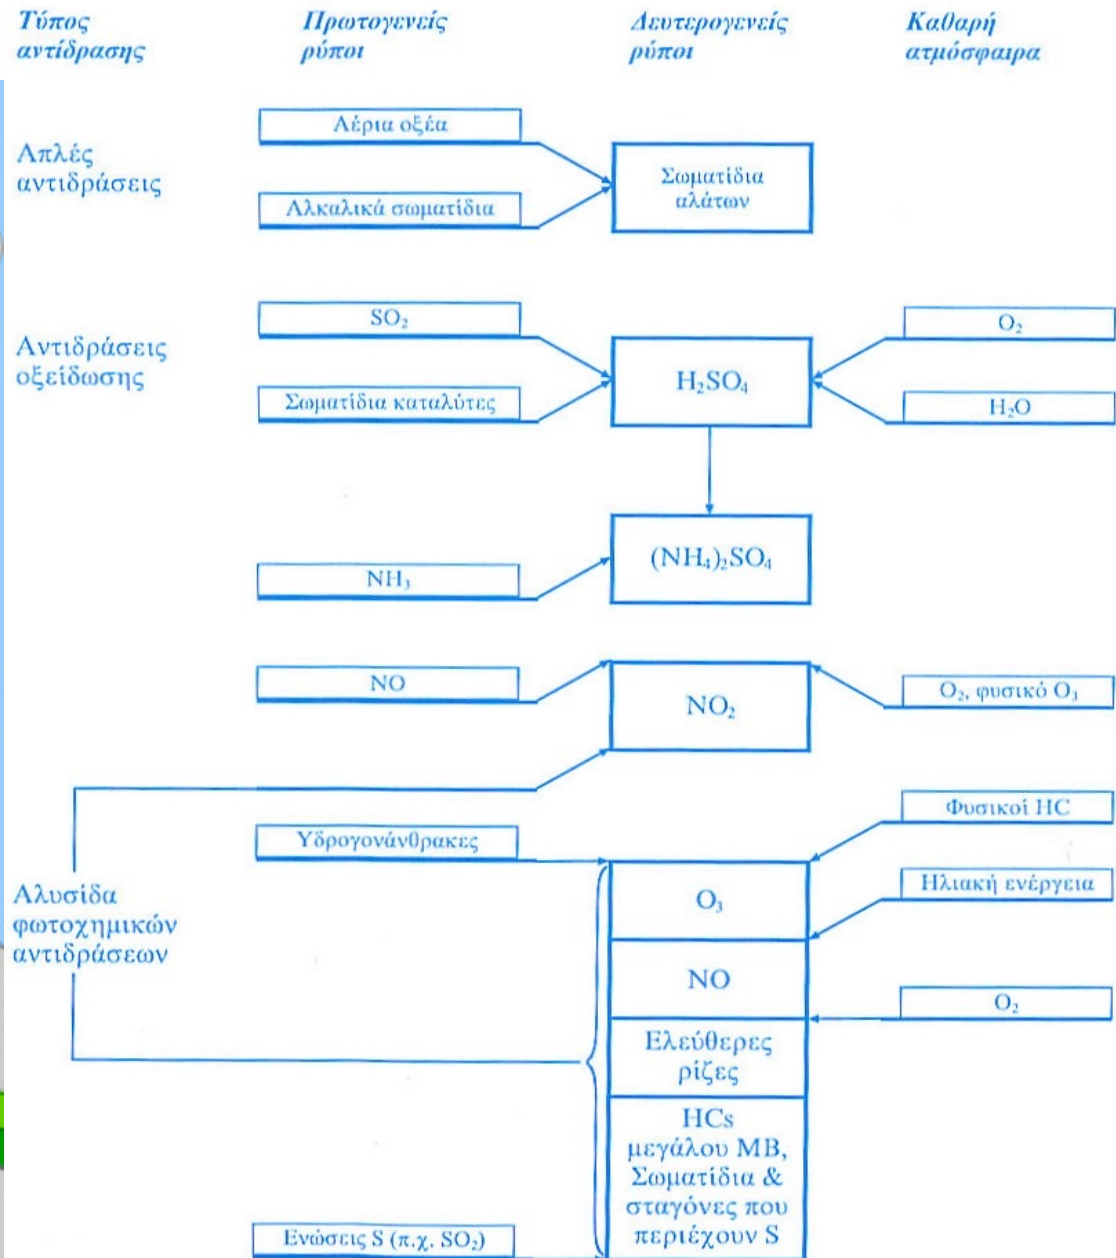 Τύπος
αντίδρασης
Πρωτογενείς
ρύποι
Δευτερογενείς
ρύποι
Καθαρή
ατμόσφαιρα
Απλές
αντιδράσεις
Αέρια οξέα
Αλκαλικά σωματίδια
Σωματίδια
αλάτων
Αντιδράσεις
οξείδωσης
SO₂
Σωματίδια καταλύτες
H₂SO₄
O₂
H₂O
NH₃
(NH₄)₂SO₄
NO
NO₂
O₂, φυσικό O₃
Αλυσίδα
φωτοχημικών
αντιδράσεων
Υδρογονάνθρακες
Φυσικοί HC
O₃
Ηλιακή ενέργεια
NO
O₂
Ελεύθερες
ρίζες
HCs
μεγάλου ΜΒ,
Σωματίδια &
σταγόνες που
περιέχουν S
Ενώσεις S (π.χ. SO₂)